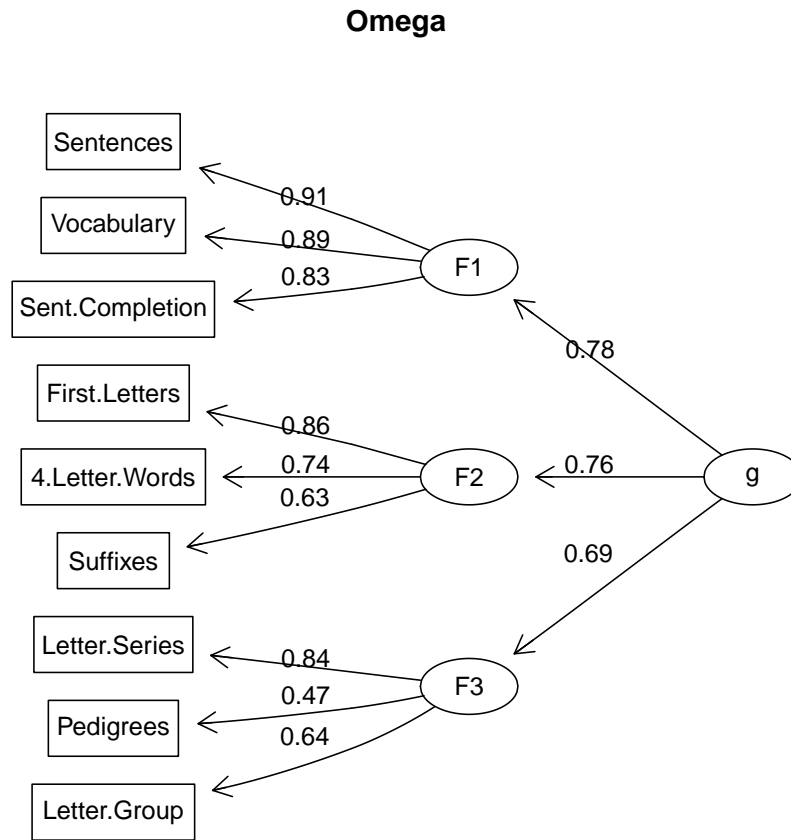 Omega
Sentences
0.91
Vocabulary
0.89
F1
Sent.Completion
0.83
0.78
First.Letters
0.86
4.Letter.Words
0.74
F2
0.76
g
0.63
Suffixes
0.69
Letter.Series
0.84
F3
0.47
Pedigrees
0.64
Letter.Group